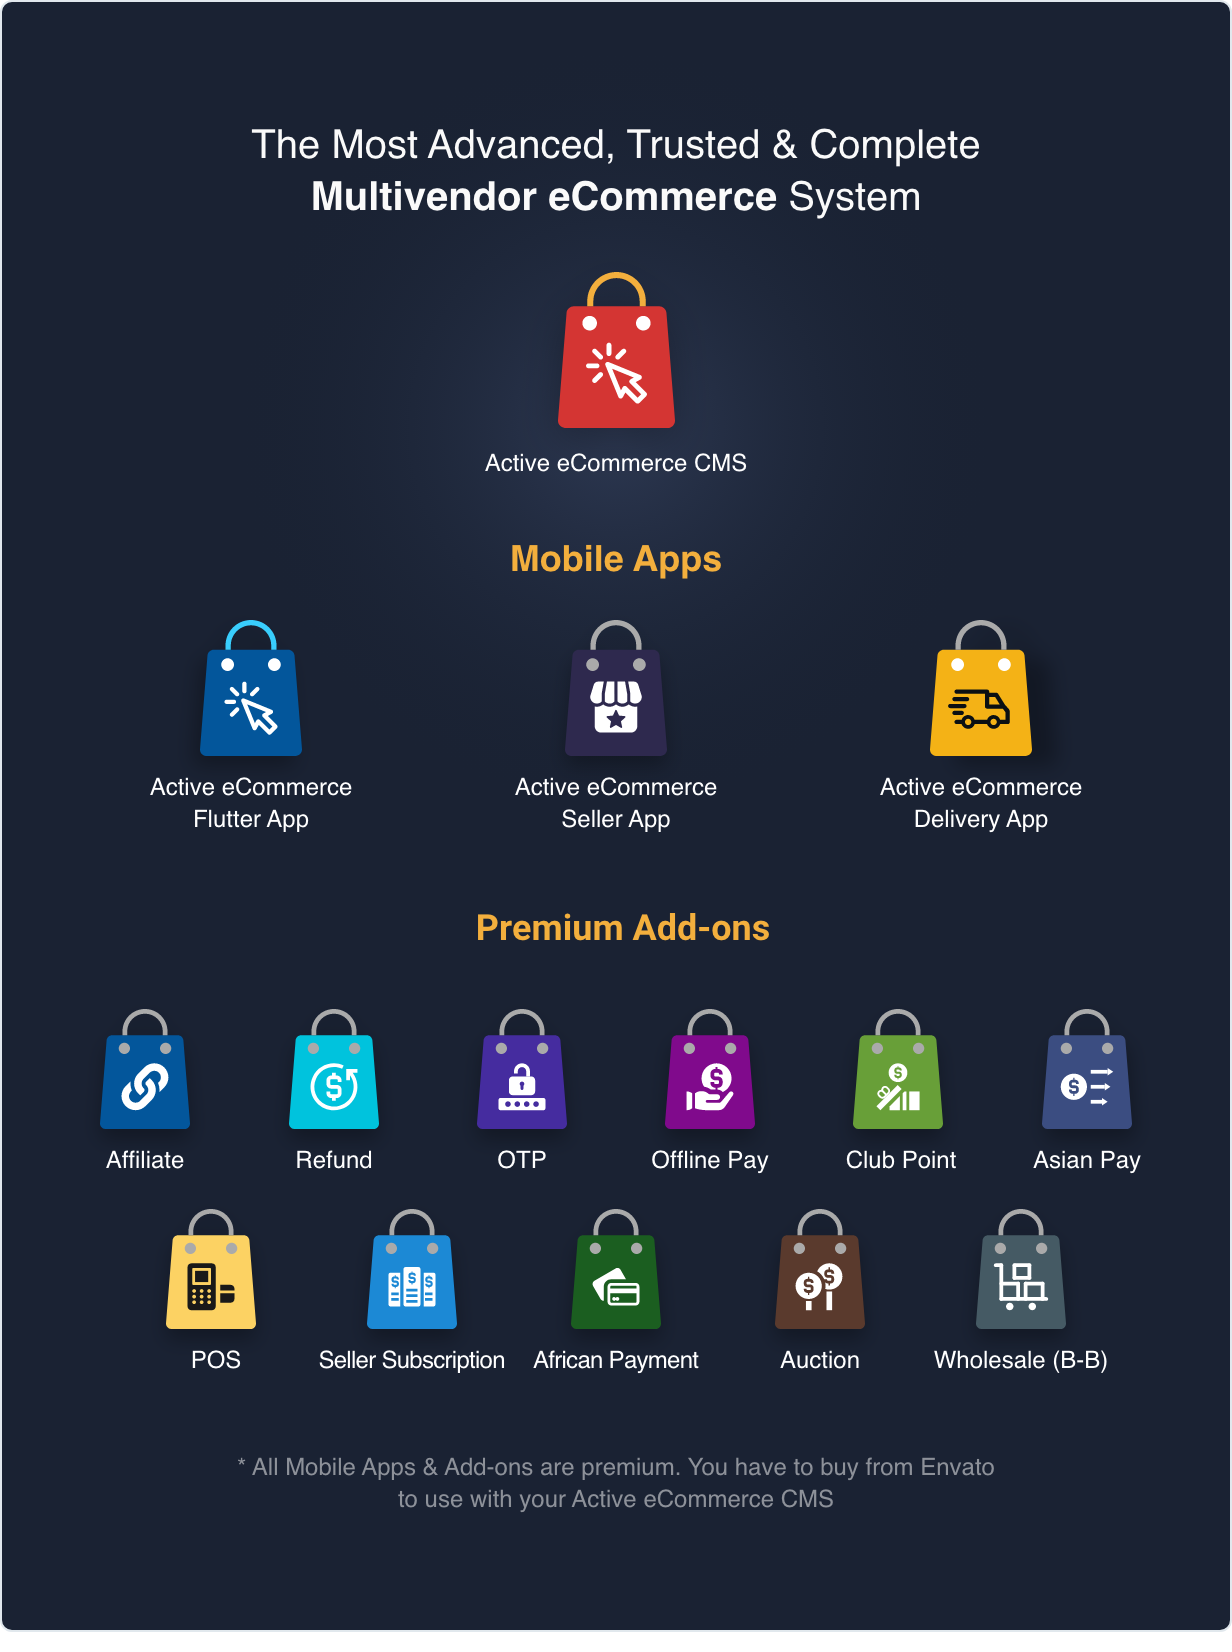 The Most Advanced, Trusted & Complete
Multivendor eCommerce System
Active eCommerce CMS
Mobile Apps
Active eCommerce
Flutter App
Active eCommerce
Seller App
Active eCommerce
Delivery App
Premium Add-ons
Affiliate
Refund
OTP
Offline Pay
Club Point
Asian Pay
POS
Seller Subscription
African Payment
Auction
Wholesale (B-B)
* All Mobile Apps & Add-ons are premium. You have to buy from Envato
to use with your Active eCommerce CMS